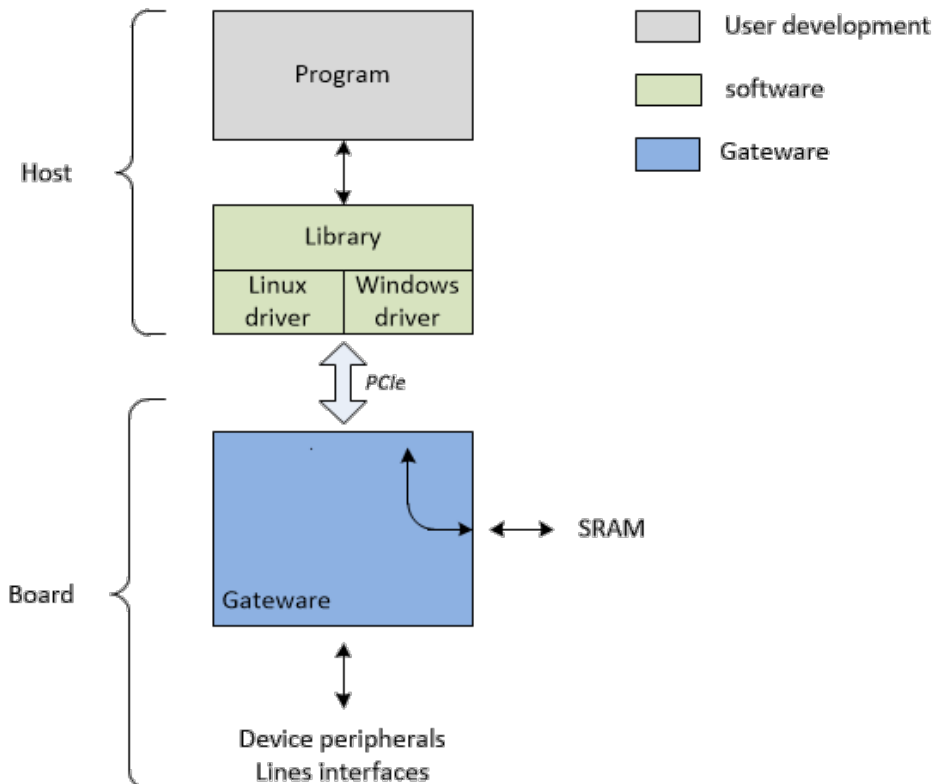 User development
Program
software
Gateware
Host
Library
Linux
driver
Windows
driver
PCIe
SRAM
Board
Gateware
Device peripherals
Lines interfaces